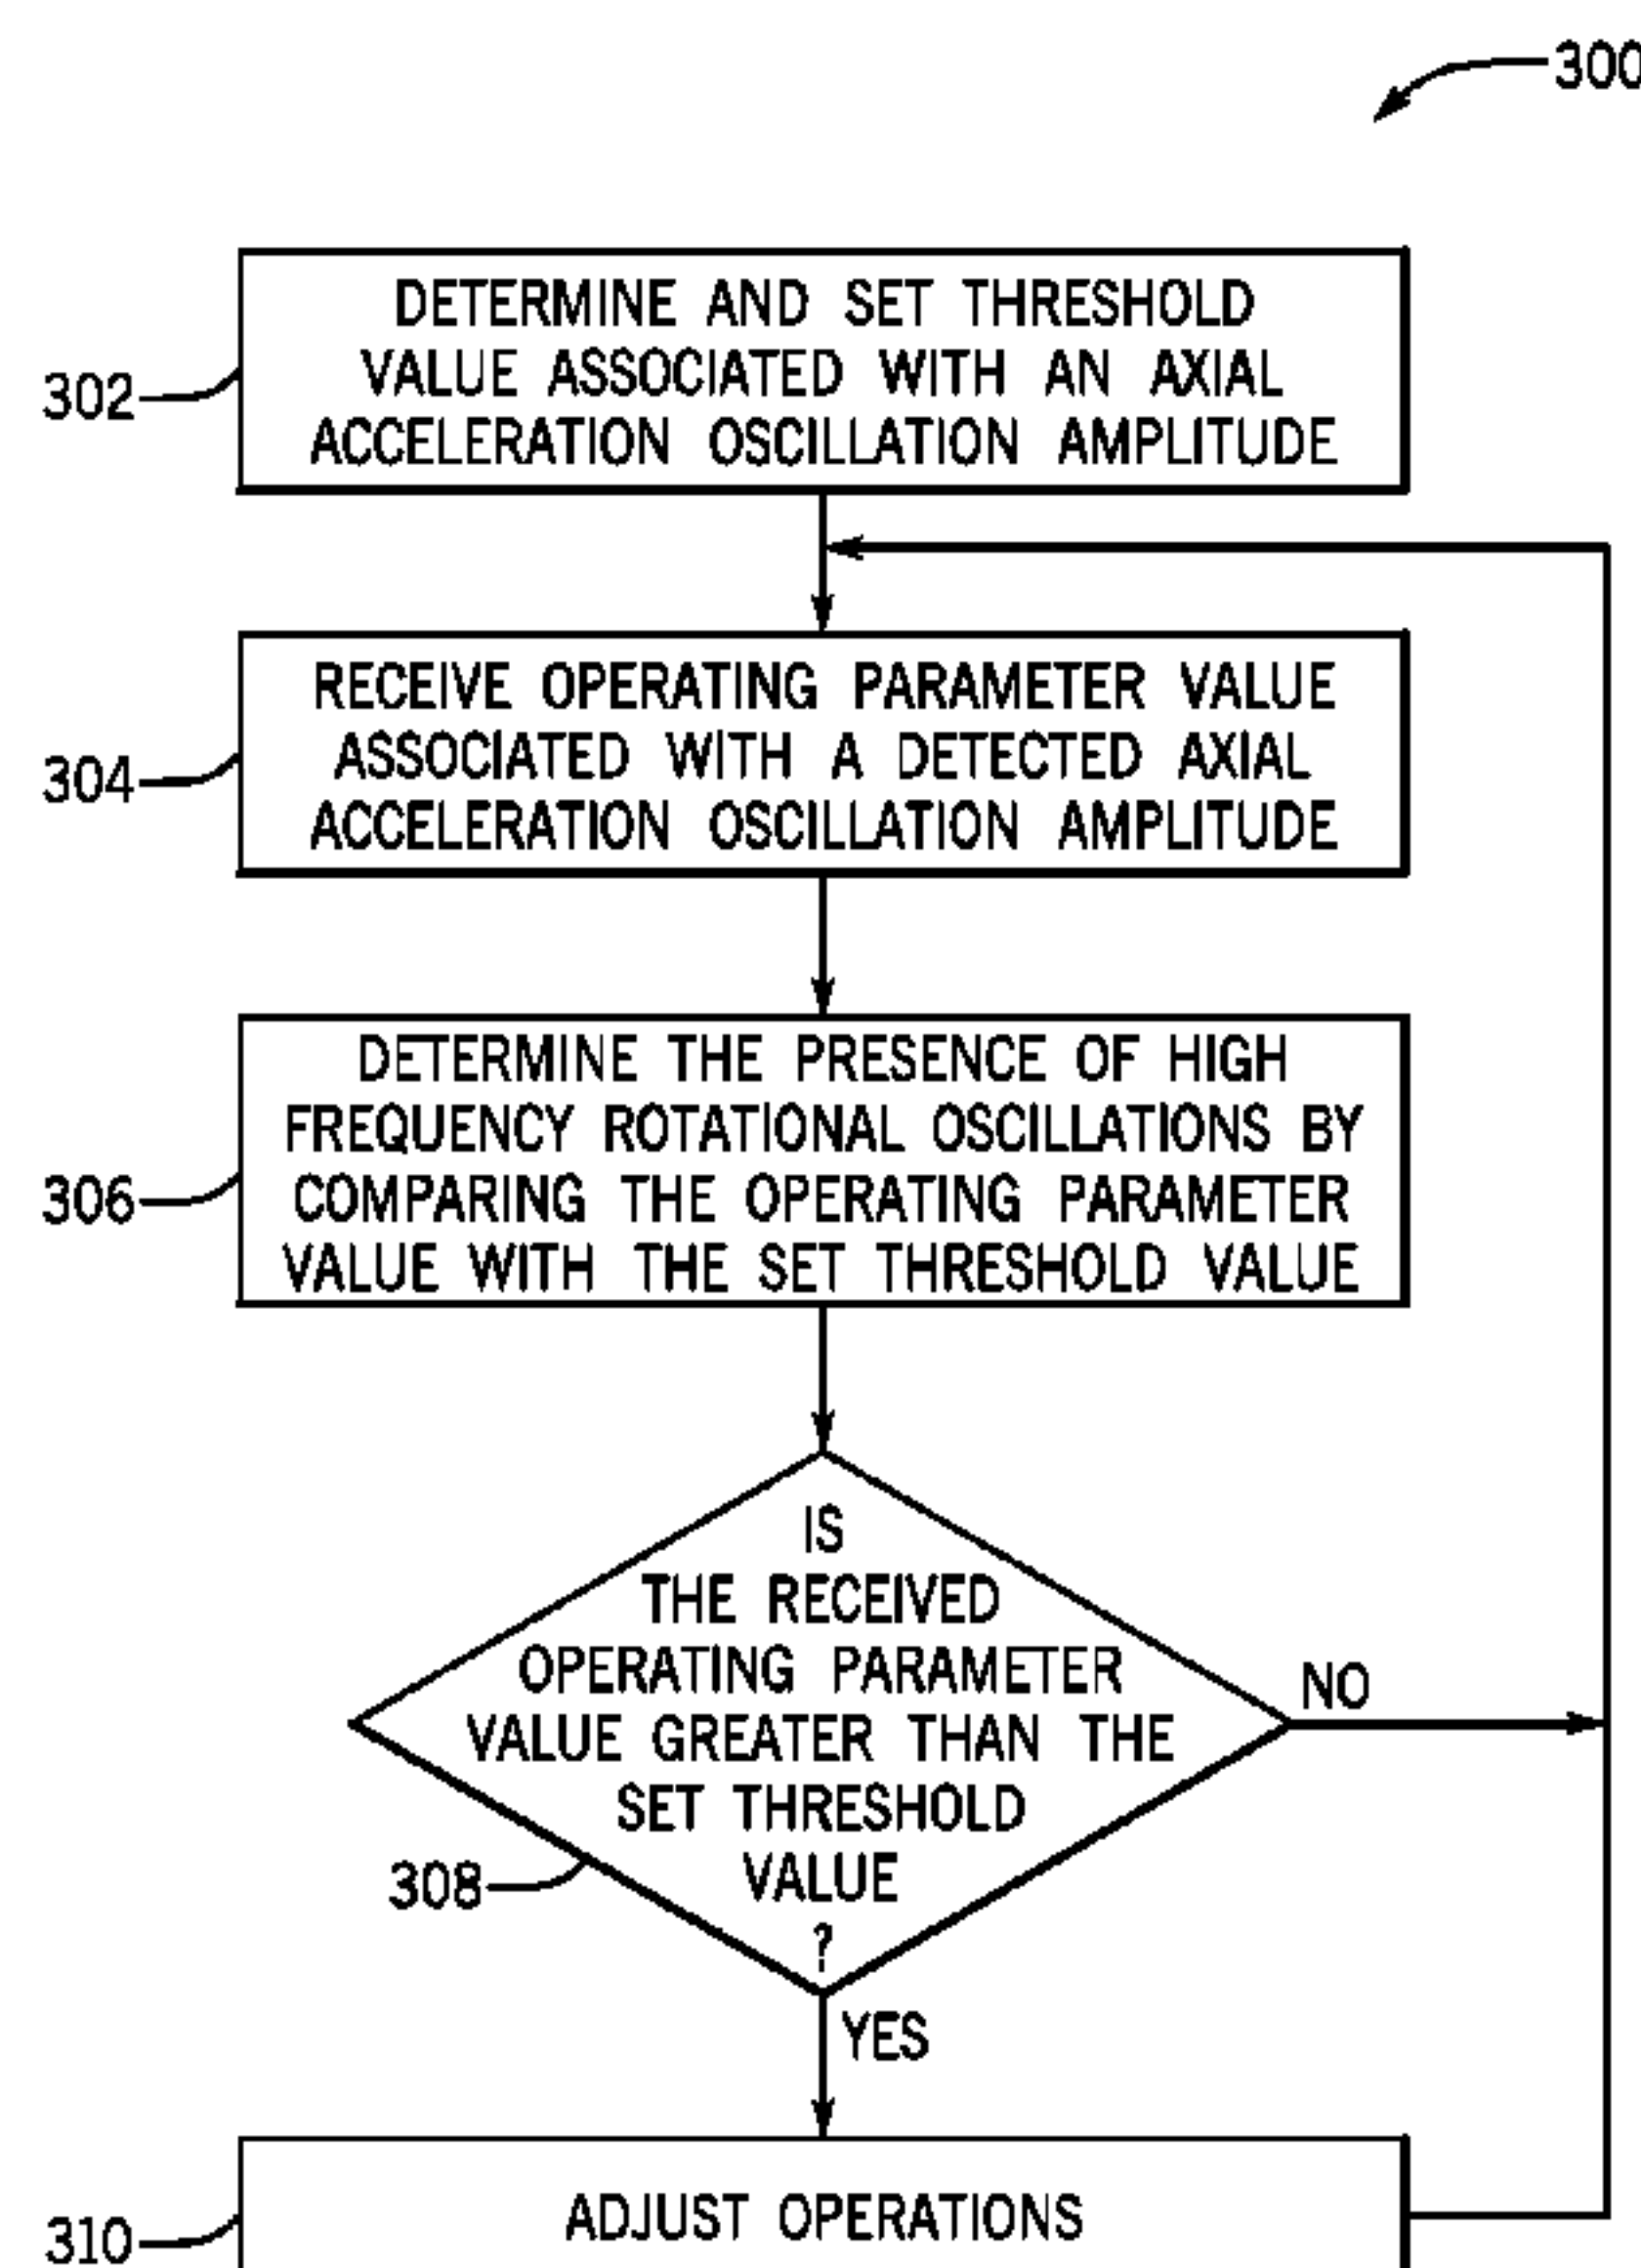 300
DETERMINE AND SET THRESHOLD
VALUE ASSOCIATED WITH AN AXIAL
ACCELERATION OSCILLATION AMPLITUDE
302
RECEIVE OPERATING PARAMETER VALUE
ASSOCIATED WITH A DETECTED AXIAL
ACCELERATION OSCILLATION AMPLITUDE
304
DETERMINE THE PRESENCE OF HIGH
FREQUENCY ROTATIONAL OSCILLATIONS BY
COMPARING THE OPERATING PARAMETER
VALUE WITH THE SET THRESHOLD VALUE
306
IS
THE RECEIVED
OPERATING PARAMETER
VALUE GREATER THAN THE
SET THRESHOLD
VALUE
?
NO
308
YES
ADJUST OPERATIONS
310